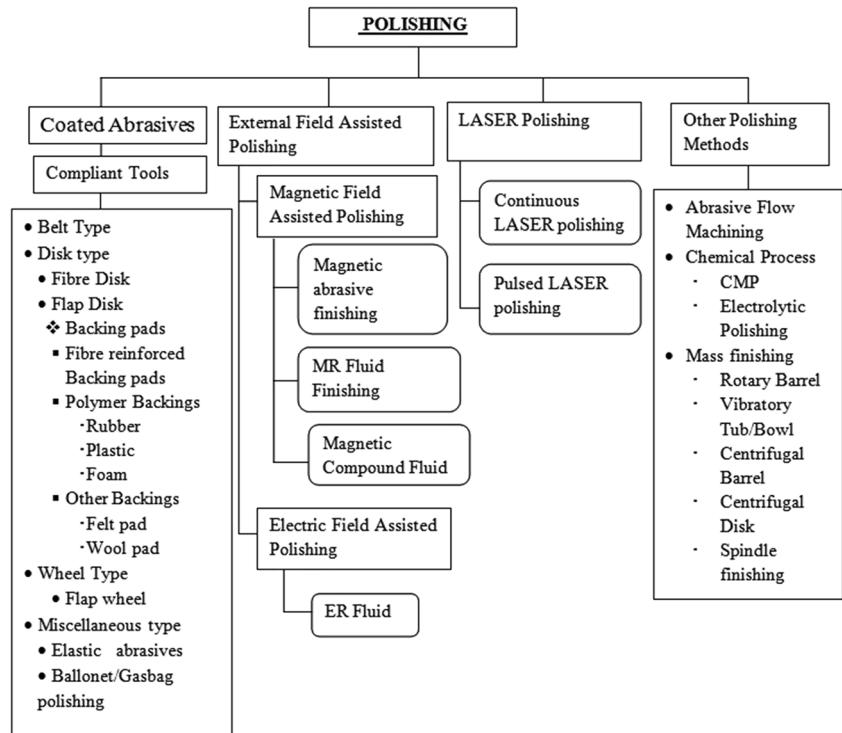 POLISHING
Coated Abrasives
Compliant Tools
● Belt Type
● Disk type
● Fibre Disk
● Flap Disk
❖ Backing pads
▪ Fibre reinforced
Backing pads
▪ Polymer Backings
-Rubber
-Plastic
-Foam
▪ Other Backings
-Felt pad
-Wool pad
● Wheel Type
● Flap wheel
● Miscellaneous type
● Elastic abrasives
● Ballonet/Gasbag
polishing
External Field Assisted
Polishing
Magnetic Field
Assisted Polishing
Magnetic
abrasive
finishing
MR Fluid
Finishing
Magnetic
Compound Fluid
Electric Field Assisted
Polishing
ER Fluid
LASER Polishing
Continuous
LASER polishing
Pulsed LASER
polishing
Other Polishing
Methods
● Abrasive Flow
Machining
● Chemical Process
- CMP
- Electrolytic
Polishing
● Mass finishing
- Rotary Barrel
- Vibratory
Tub/Bowl
- Centrifugal
Barrel
- Centrifugal
Disk
- Spindle
finishing